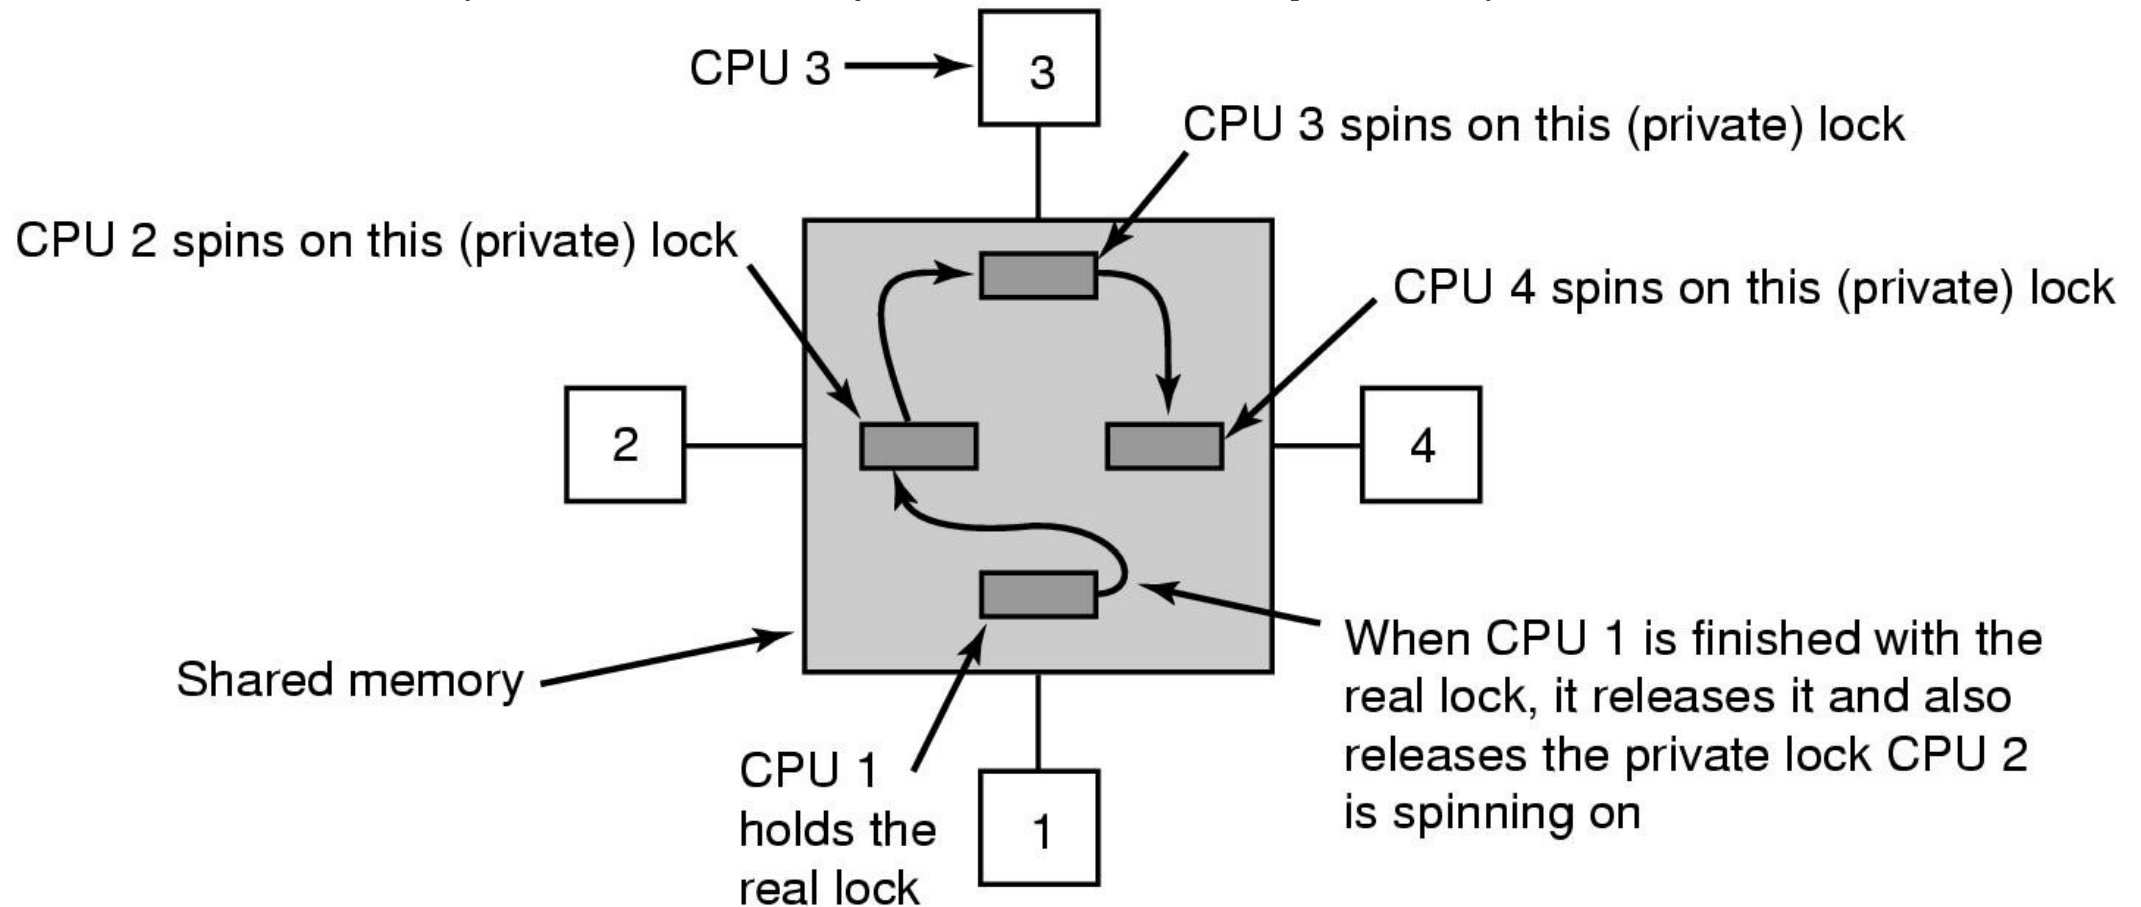 3
CPU 3
CPU 3 spins on this (private) lock
CPU 2 spins on this (private) lock
CPU 4 spins on this (private) lock
2
4
When CPU 1 is finished with the
real lock, it releases it and also
releases the private lock CPU 2
is spinning on
Shared memory
CPU 1
holds the
real lock
1